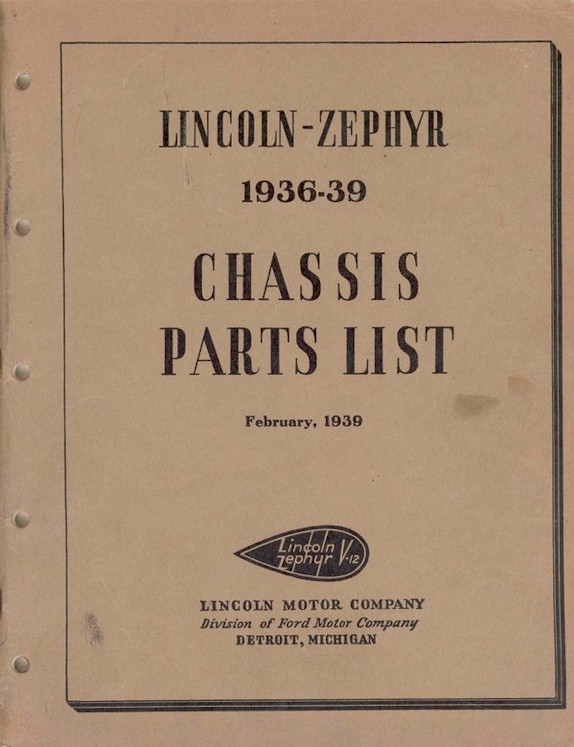 LINCOLN-ZEPHYR
1936-39
CHASSIS
PARTS LIST
February, 1939
Lincoln
Zephyr V-12
LINCOLN MOTOR COMPANY
Division of Ford Motor Company
DETROIT, MICHIGAN